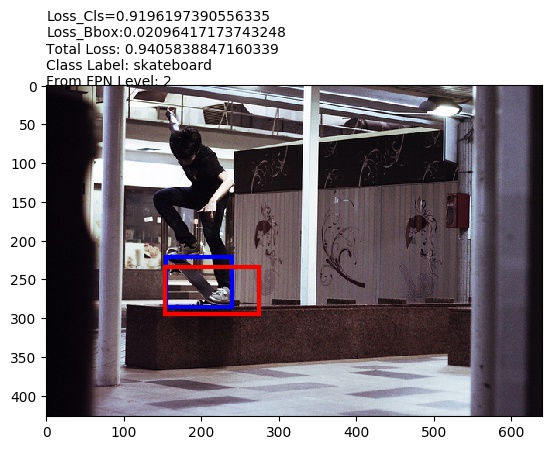 Loss_Cls=0.9196197390556335
Loss_Bbox:0.02096417173743248
Total Loss: 0.9405838847160339
Class Label: skateboard
From FPN Level: 2
0
50
100
150
200
250
300
350
400
0 100 200 300 400 500 600